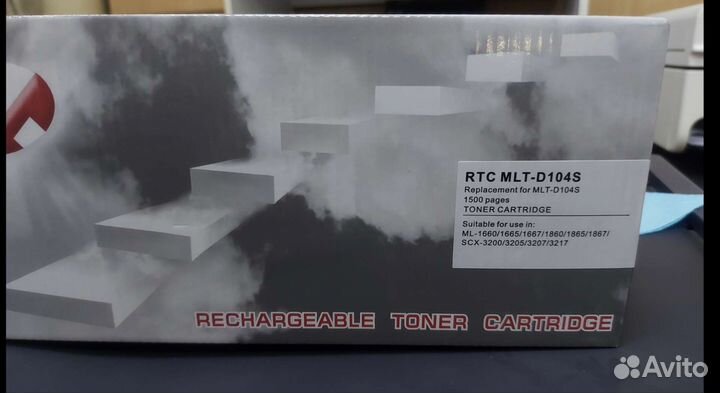 RTC MLT-D104S
Replacement for MLT-D104S
1500 pages
TONER CARTRIDGE
Suitable for use in:
ML-1660/1665/1667/1860/1865/1867/
SCX-3200/3205/3207/3217
RECHARGEABLE TONER CARTRIDGE
Avito